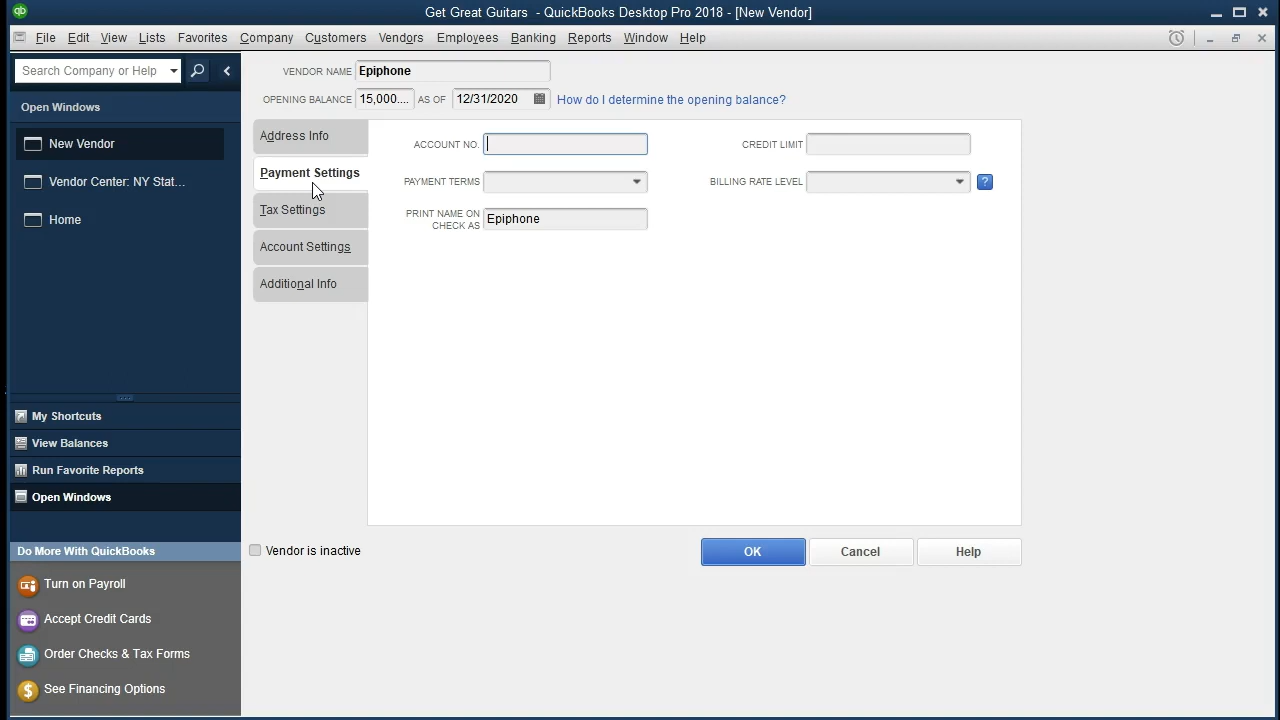 Get Great Guitars - QuickBooks Desktop Pro 2018 - [New Vendor]
File Edit View Lists Favorites Company Customers Vendors Employees Banking Reports Window Help
Search Company or Help
Open Windows
New Vendor
Vendor Center: NY Stat...
Home
My Shortcuts
View Balances
Run Favorite Reports
Open Windows
Do More With QuickBooks
Turn on Payroll
Accept Credit Cards
Order Checks & Tax Forms
See Financing Options
VENDOR NAME Epiphone
OPENING BALANCE 15,000.... AS OF 12/31/2020 How do I determine the opening balance?
Address Info
Payment Settings
Tax Settings
Account Settings
Additional Info
ACCOUNT NO. CREDIT LIMIT
PAYMENT TERMS BILLING RATE LEVEL ?
PRINT NAME ON
CHECK AS Epiphone
Vendor is inactive
OK Cancel Help